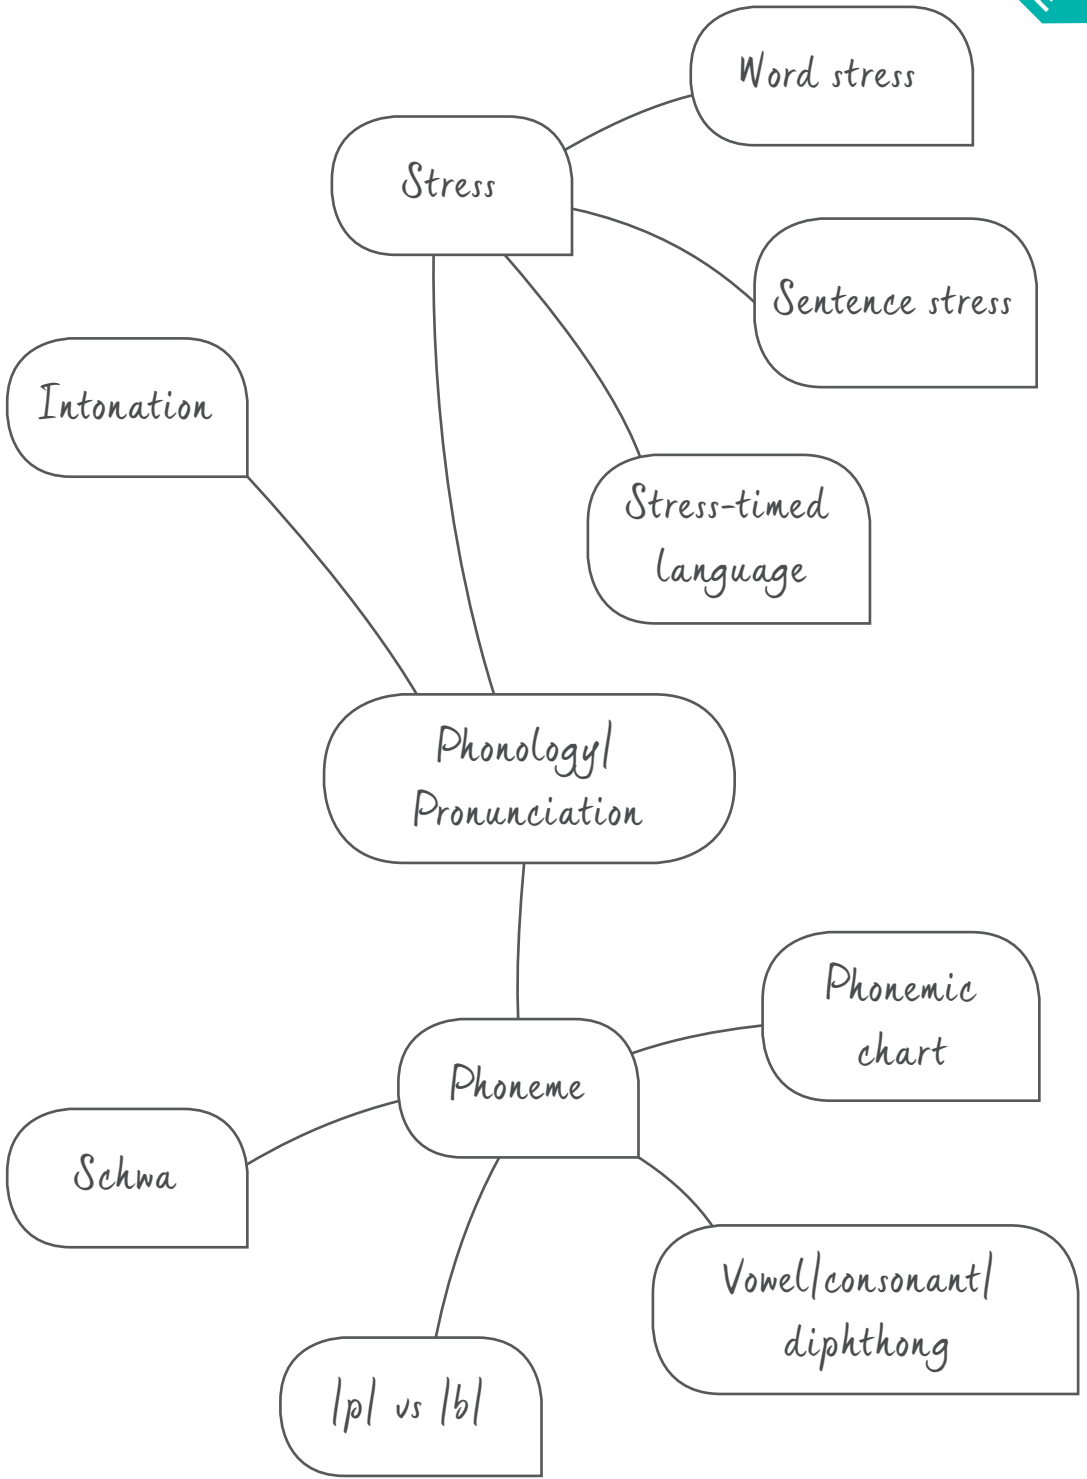 Word stress
Stress
Sentence stress
Intonation
Stress-timed
language
Phonology/
Pronunciation
Phonemic
chart
Phoneme
Schwa
Vowel/consonant/
diphthong
/p/ vs /b/